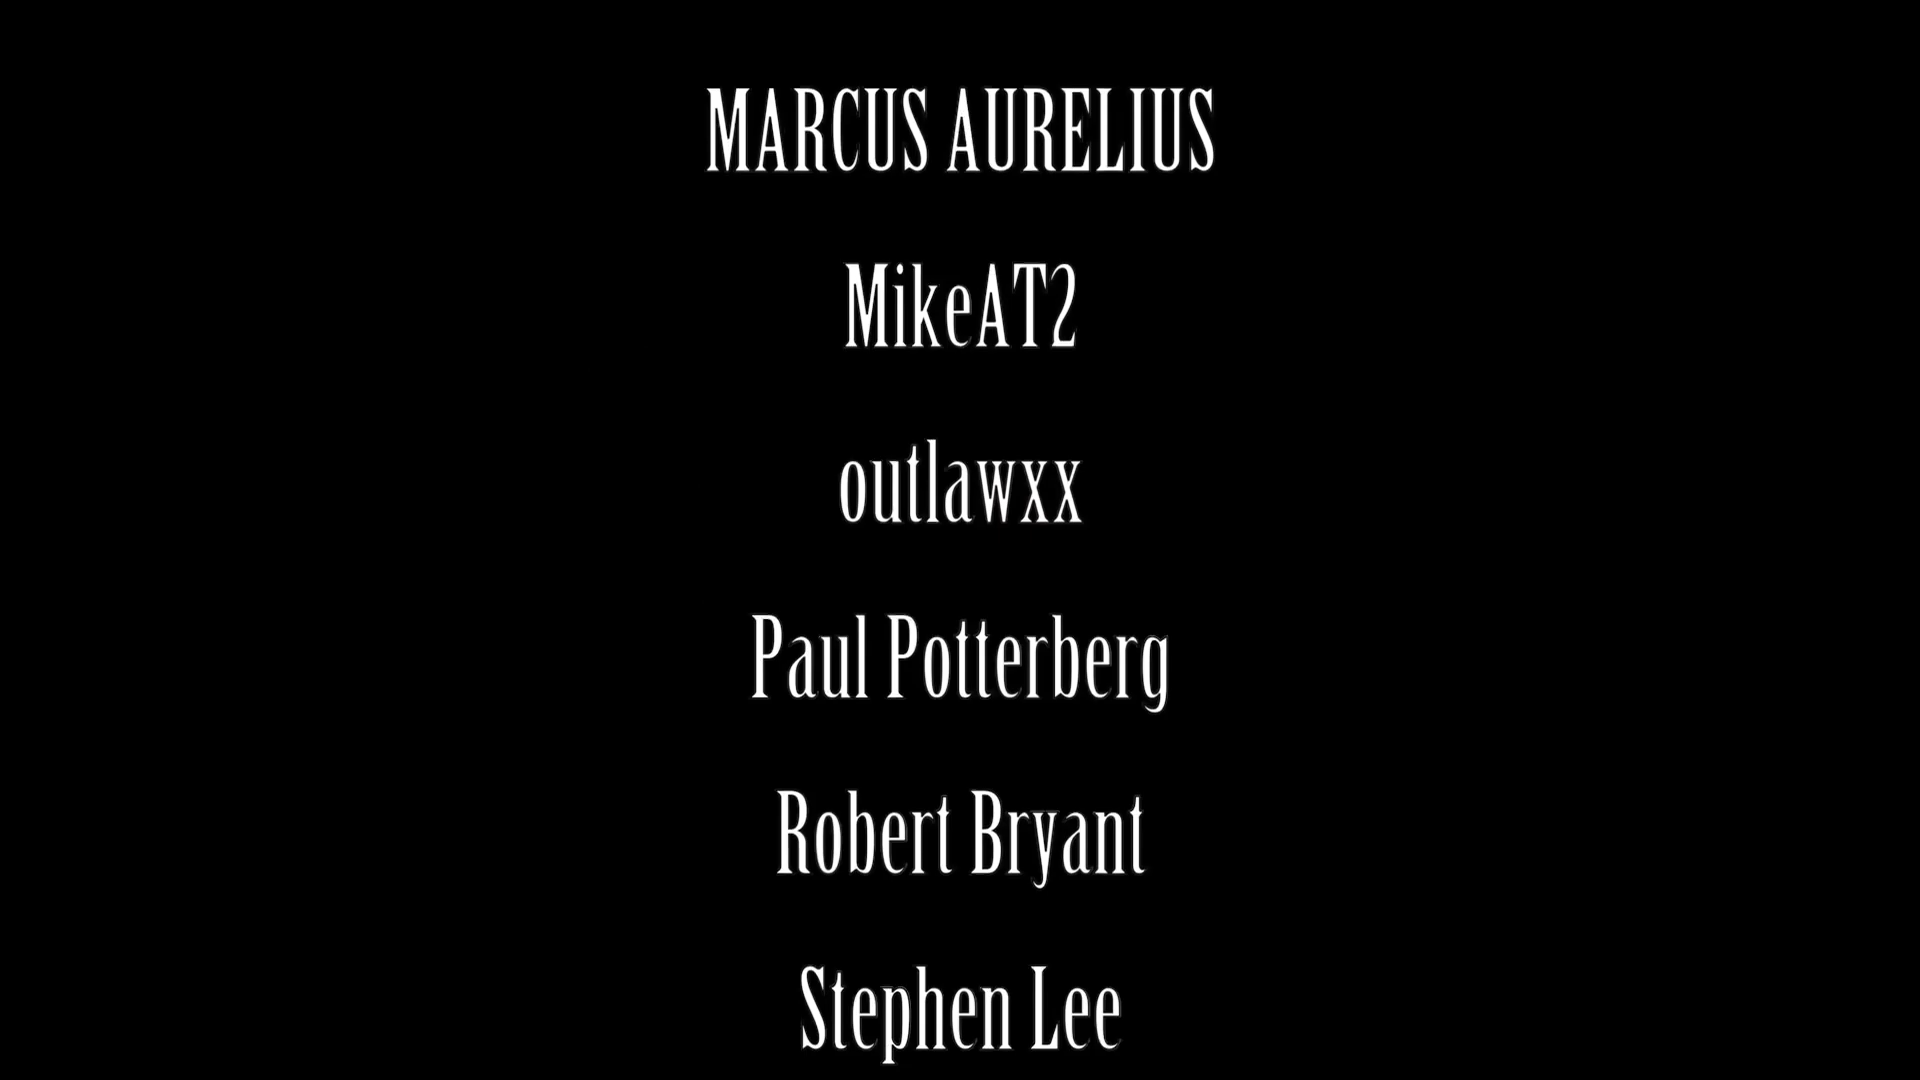 MARCUS AURELIUS
MikeAT2
outlawxx
Paul Potterberg
Robert Bryant
Stephen Lee